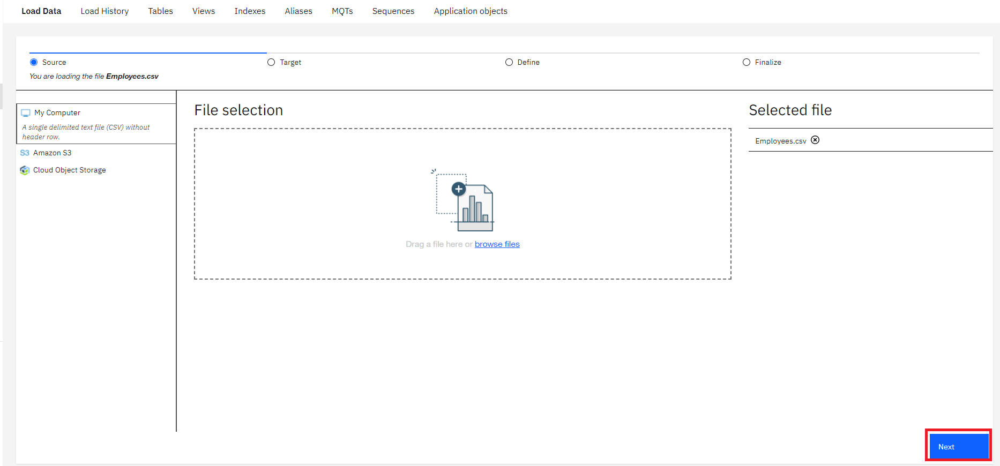 Load Data Load History Tables Views Indexes Aliases MQTs Sequences Application objects
Source Target Define Finalize
You are loading the file Employees.csv
My Computer
A single delimited text file (CSV) without
header row.
S3 Amazon S3
Cloud Object Storage
File selection
Drag a file here or browse files
Selected file
Employees.csv
Next